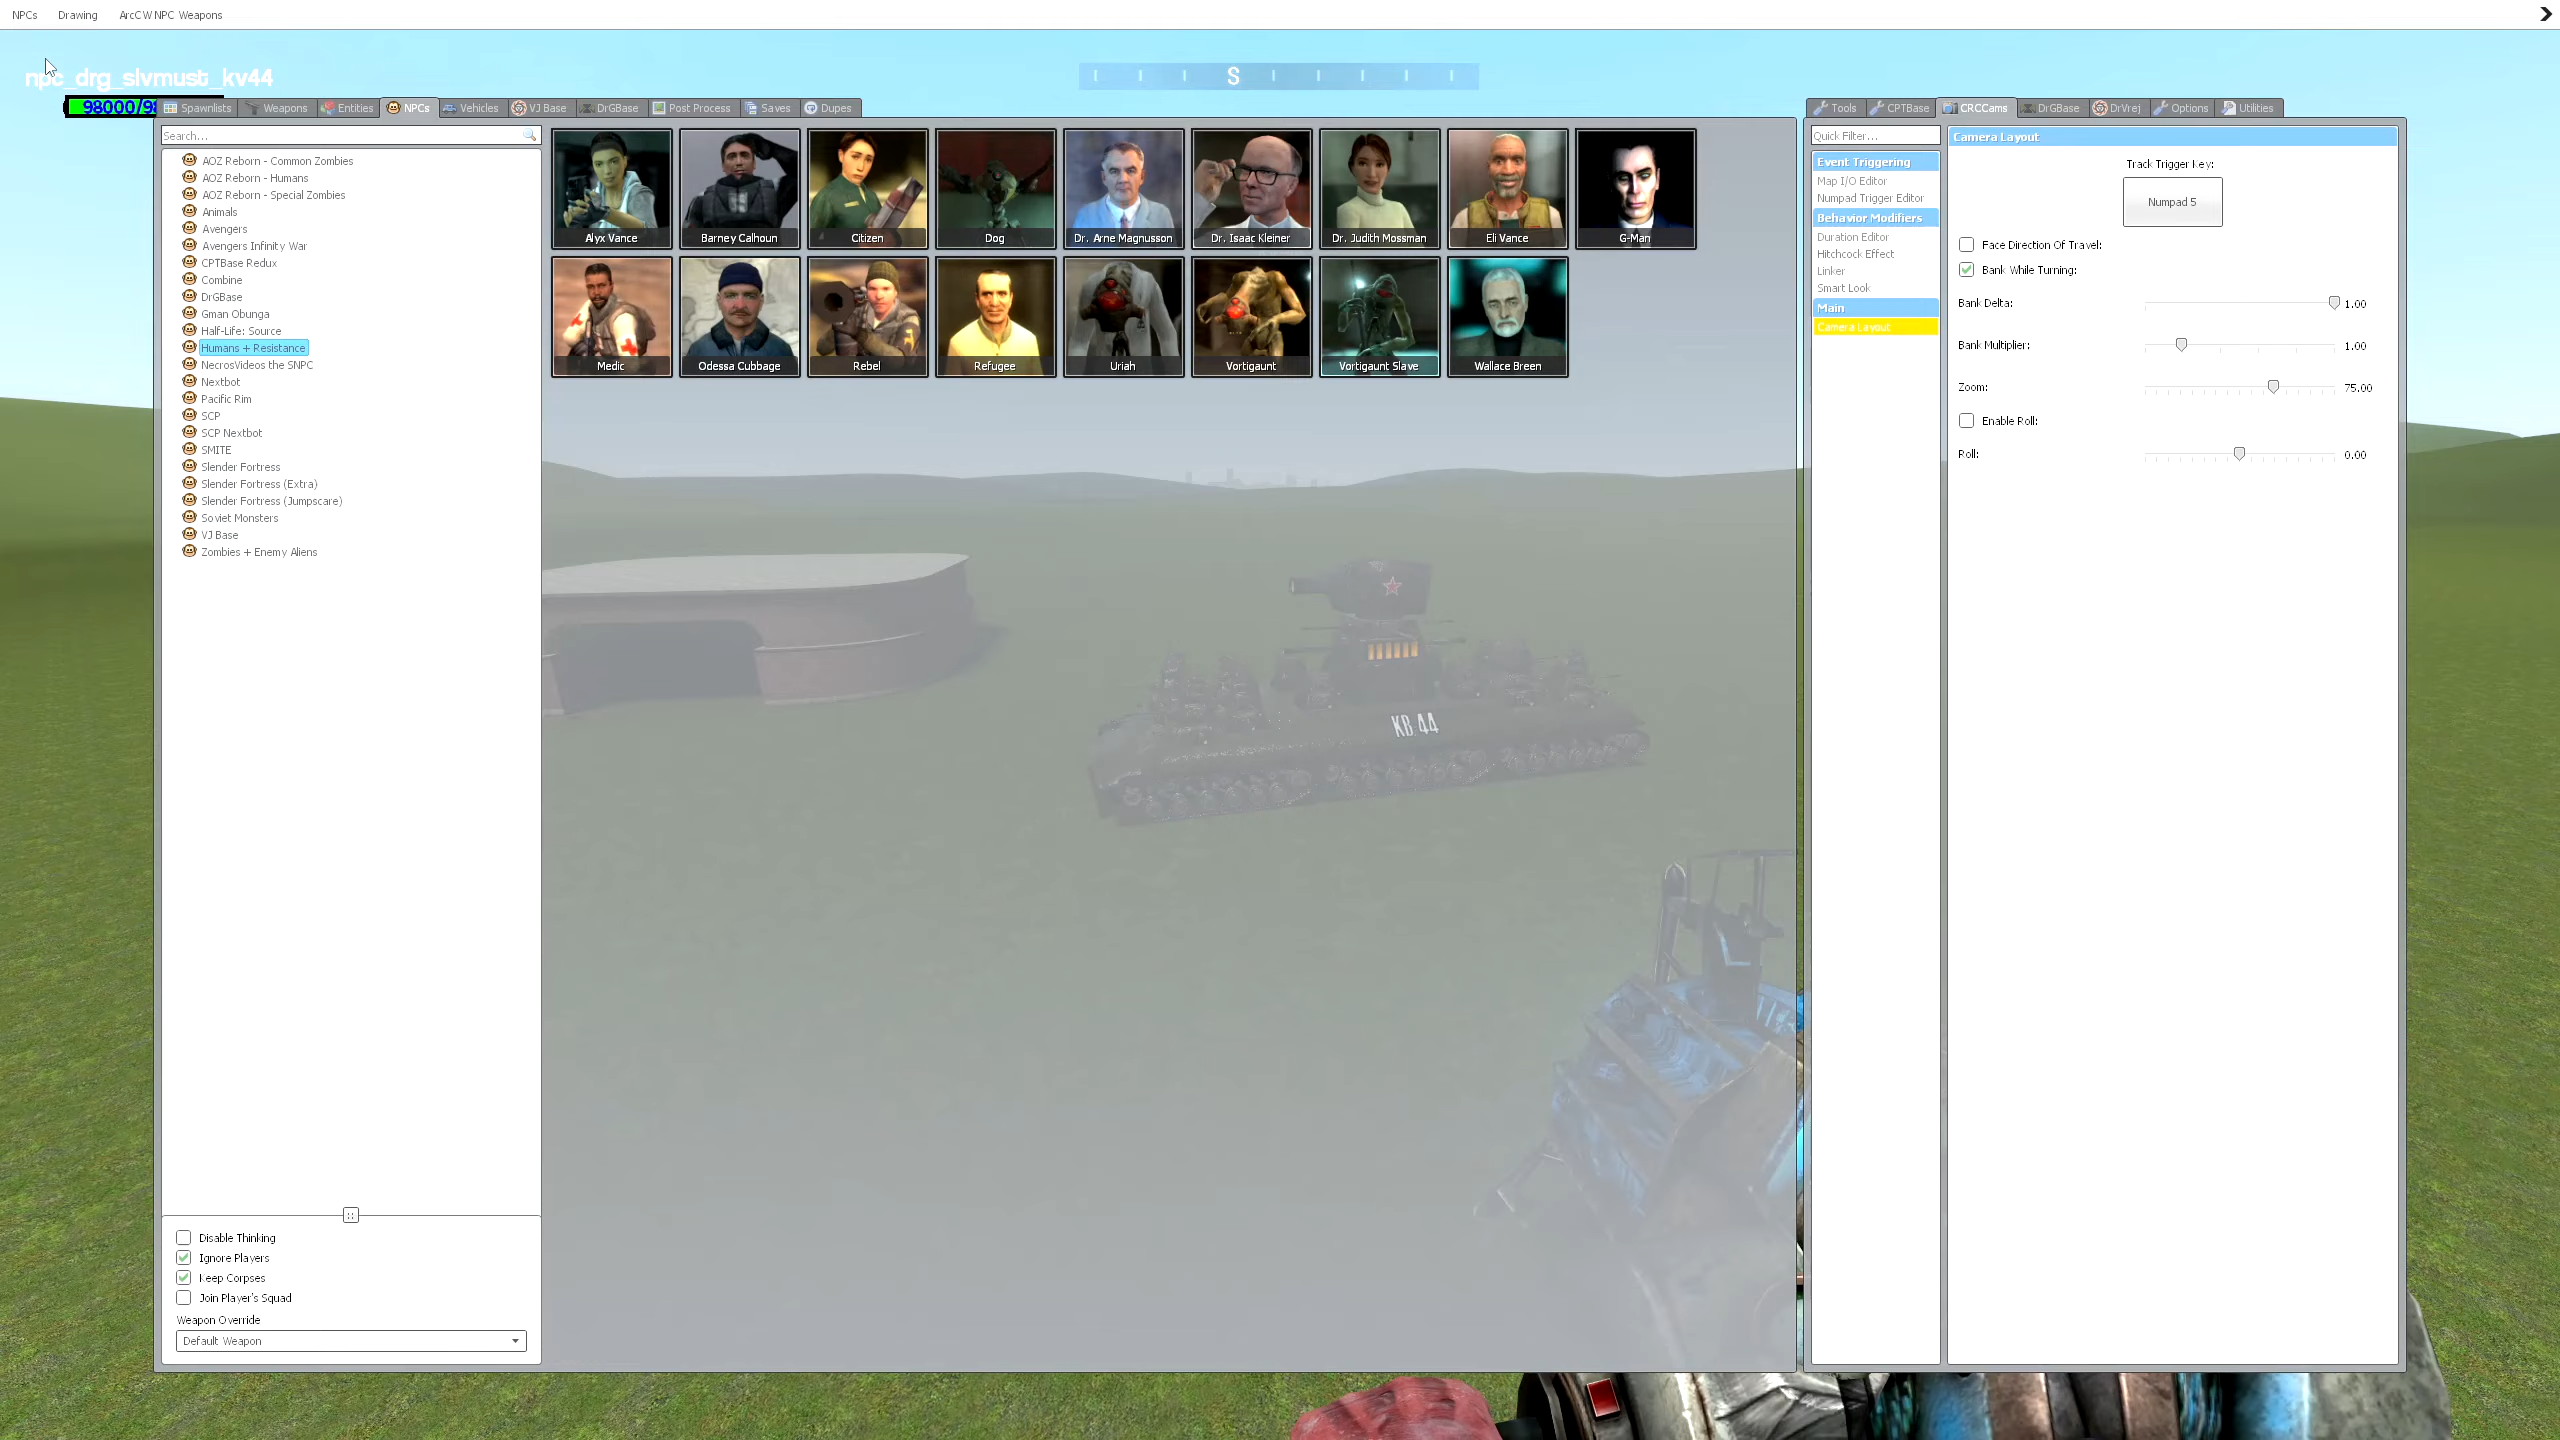 NPCs Drawing ArcCW NPC Weapons
npc_drg_slvmust_kv44
S
98000/98
Spawnlists Weapons Entities NPCs Vehicles VJ Base DrGBase Post Process Saves Dupes
Tools CPTBase CRCCams DrGBase DrVrej Options Utilities
Search...
AOZ Reborn - Common Zombies
AOZ Reborn - Humans
AOZ Reborn - Special Zombies
Animals
Avengers
Avengers Infinity War
CPTBase Redux
Combine
DrGBase
Gman Obunga
Half-Life: Source
Humans + Resistance
NecrosVideos the SNPC
Nextbot
Pacific Rim
SCP
SCP Nextbot
SMITE
Slender Fortress
Slender Fortress (Extra)
Slender Fortress (Jumpscare)
Soviet Monsters
VJ Base
Zombies + Enemy Aliens
Disable Thinking
Ignore Players
Keep Corpses
Join Player's Squad
Weapon Override
Default Weapon
Alyx Vance Barney Calhoun Citizen Dog Dr. Arne Magnusson Dr. Isaac Kleiner Dr. Judith Mossman Eli Vance G-Man
Medic Odessa Cubbage Rebel Refugee Uriah Vortigaunt Vortigaunt Slave Wallace Breen
КВ 44
Quick Filter...
Event Triggering
Map I/O Editor
Numpad Trigger Editor
Behavior Modifiers
Duration Editor
Hitchcock Effect
Linker
Smart Look
Main
Camera Layout
Camera Layout
Track Trigger Key:
Numpad 5
Face Direction Of Travel:
Bank While Turning:
Bank Delta: 1.00
Bank Multiplier: 1.00
Zoom: 75.00
Enable Roll:
Roll: 0.00